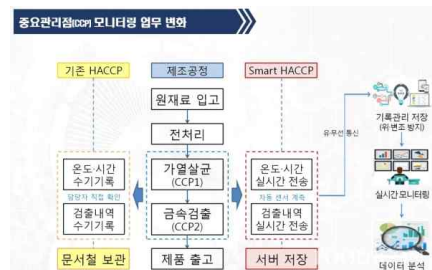 중요관리점(CCP) 모니터링 업무 변화
기존 HACCP
제조공정
Smart HACCP
원재료 입고
전처리
온도·시간
수기기록
담당자 직접 확인
검출내역
수기기록
가열살균
(CCP1)
금속검출
(CCP2)
온도·시간
실시간 전송
자동 센서 계측
검출내역
실시간 전송
문서철 보관
제품 출고
서버 저장
유·무선 통신
기록관리 저장
(위·변조 방지)
실시간 모니터링
데이터 분석